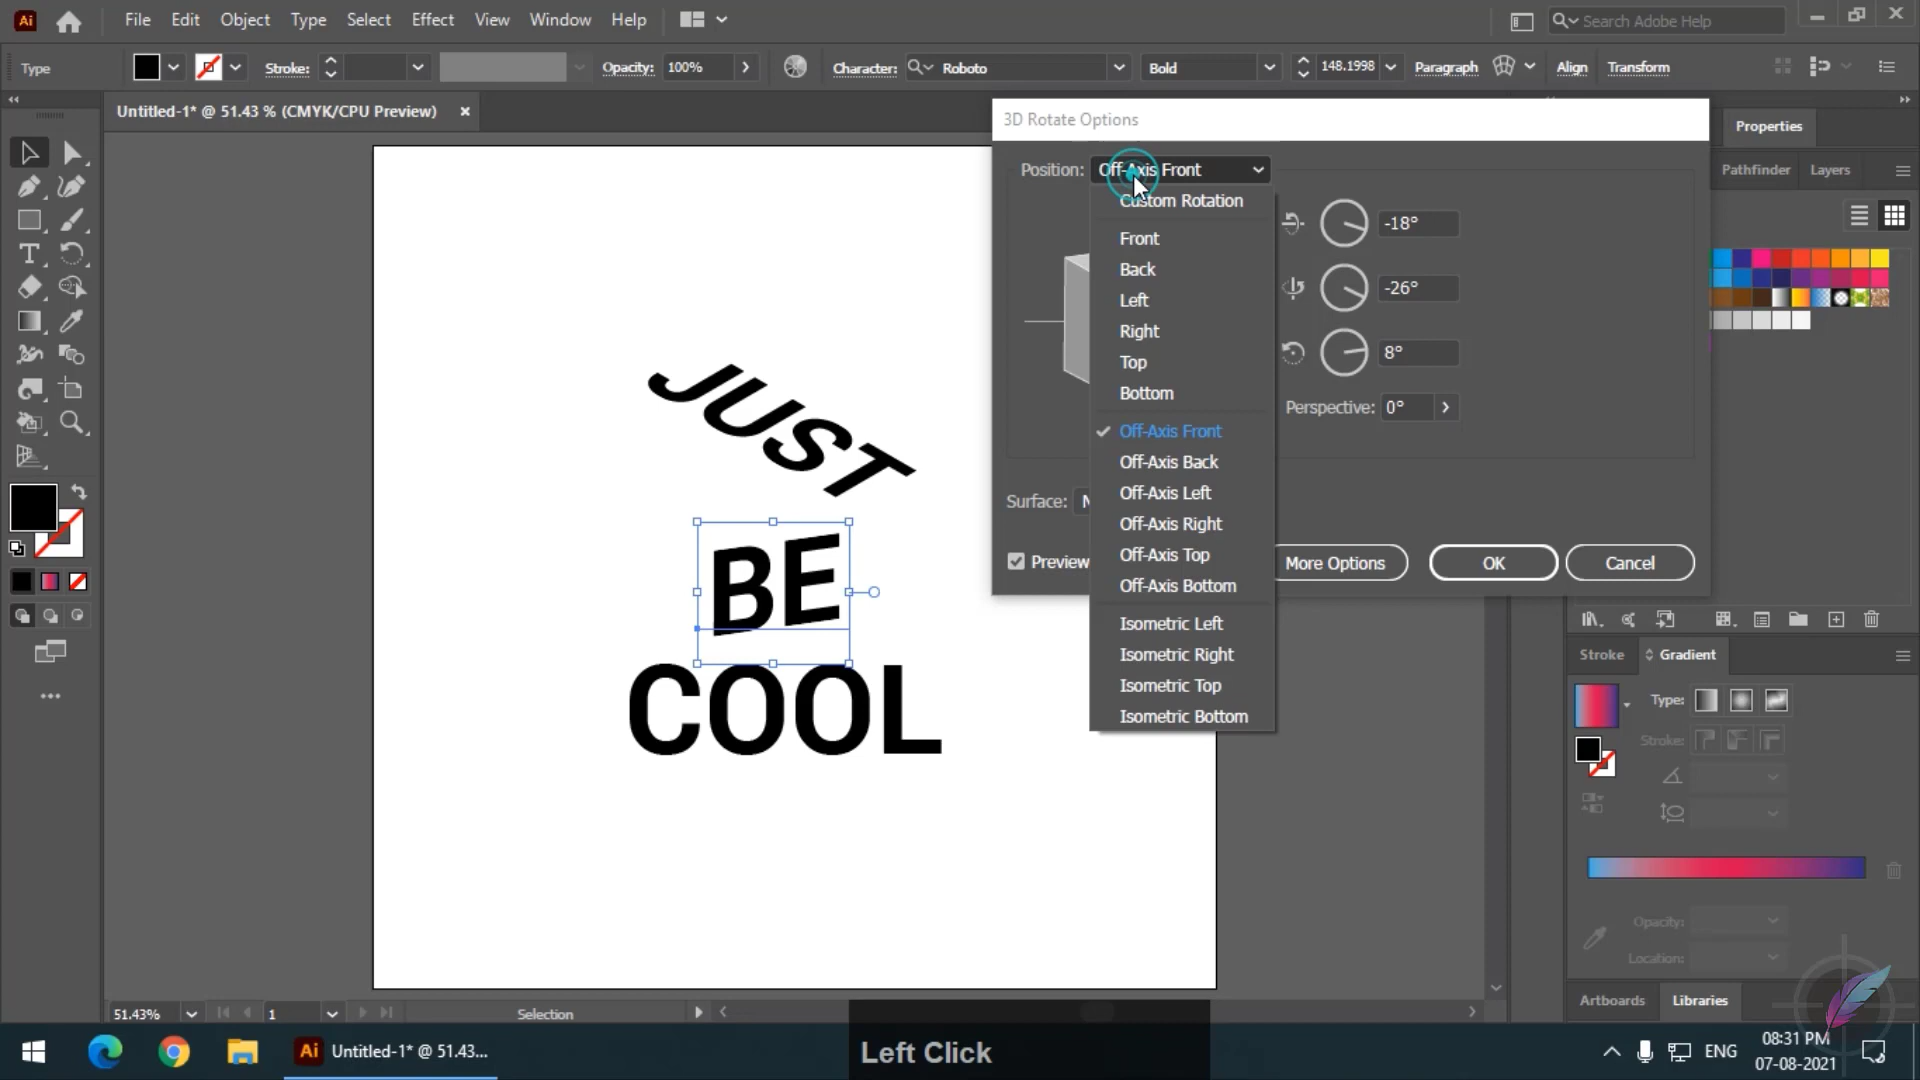 Ai File Edit Object Type Select Effect View Window Help Search Adobe Help
Type Stroke: Opacity: 100% Character: Roboto Bold 148.1998 Paragraph Align Transform
Untitled-1* @ 51.43 % (CMYK/CPU Preview) ×
3D Rotate Options
Properties
Position: Off-Axis Front
Pathfinder Layers
Custom Rotation
-18°
Front
Back
-26°
Left
Right
8°
Top
Bottom
Perspective: 0°
Off-Axis Front
Off-Axis Back
Off-Axis Left
Surface:
Off-Axis Right
Off-Axis Top
Preview More Options OK Cancel
Off-Axis Bottom
Isometric Left
Isometric Right
Isometric Top
Isometric Bottom
JUST
BE
COOL
Stroke Gradient
Type:
Stroke:
Opacity:
Location:
Artboards Libraries
51.43% 1 Selection
Left Click
Ai Untitled-1* @ 51.43...
ENG
08:31 PM
07-08-2021